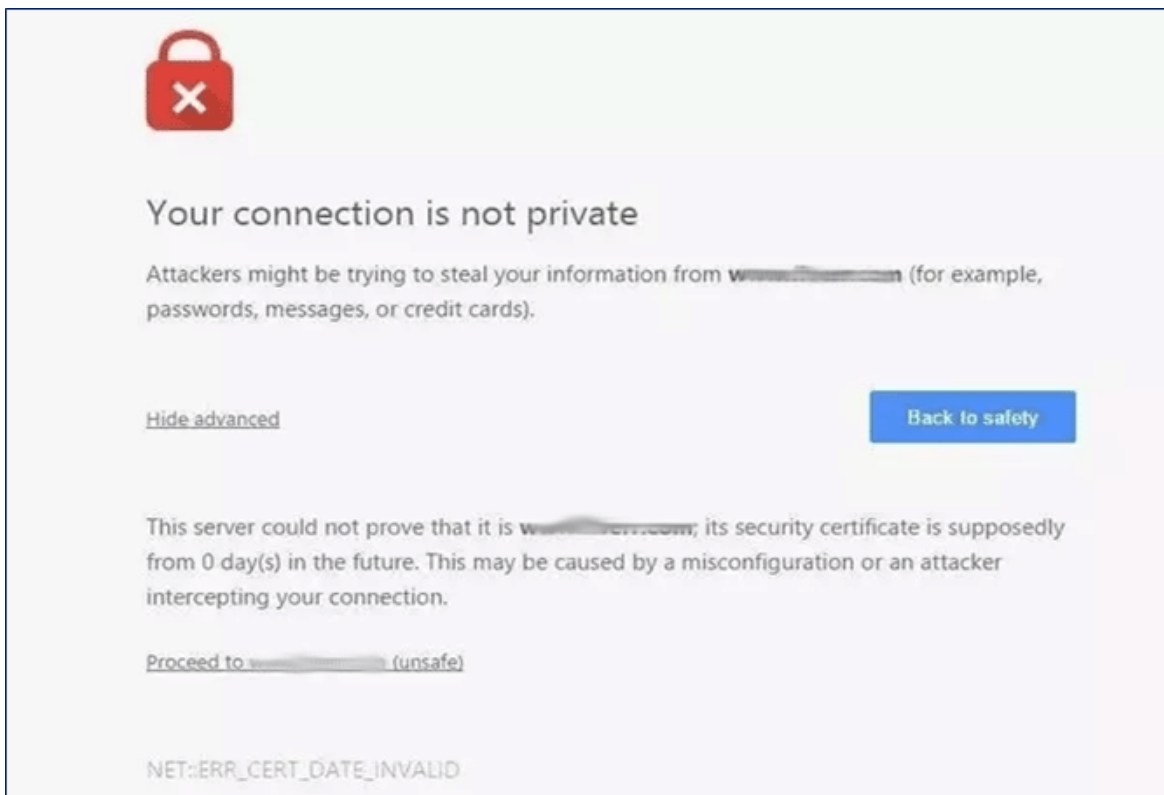 Your connection is not private
Attackers might be trying to steal your information from (for example,
passwords, messages, or credit cards).
Hide advanced
Back to safety
This server could not prove that it is ; its security certificate is supposedly
from 0 day(s) in the future. This may be caused by a misconfiguration or an attacker
intercepting your connection.
Proceed to (unsafe)
NET::ERR_CERT_DATE_INVALID